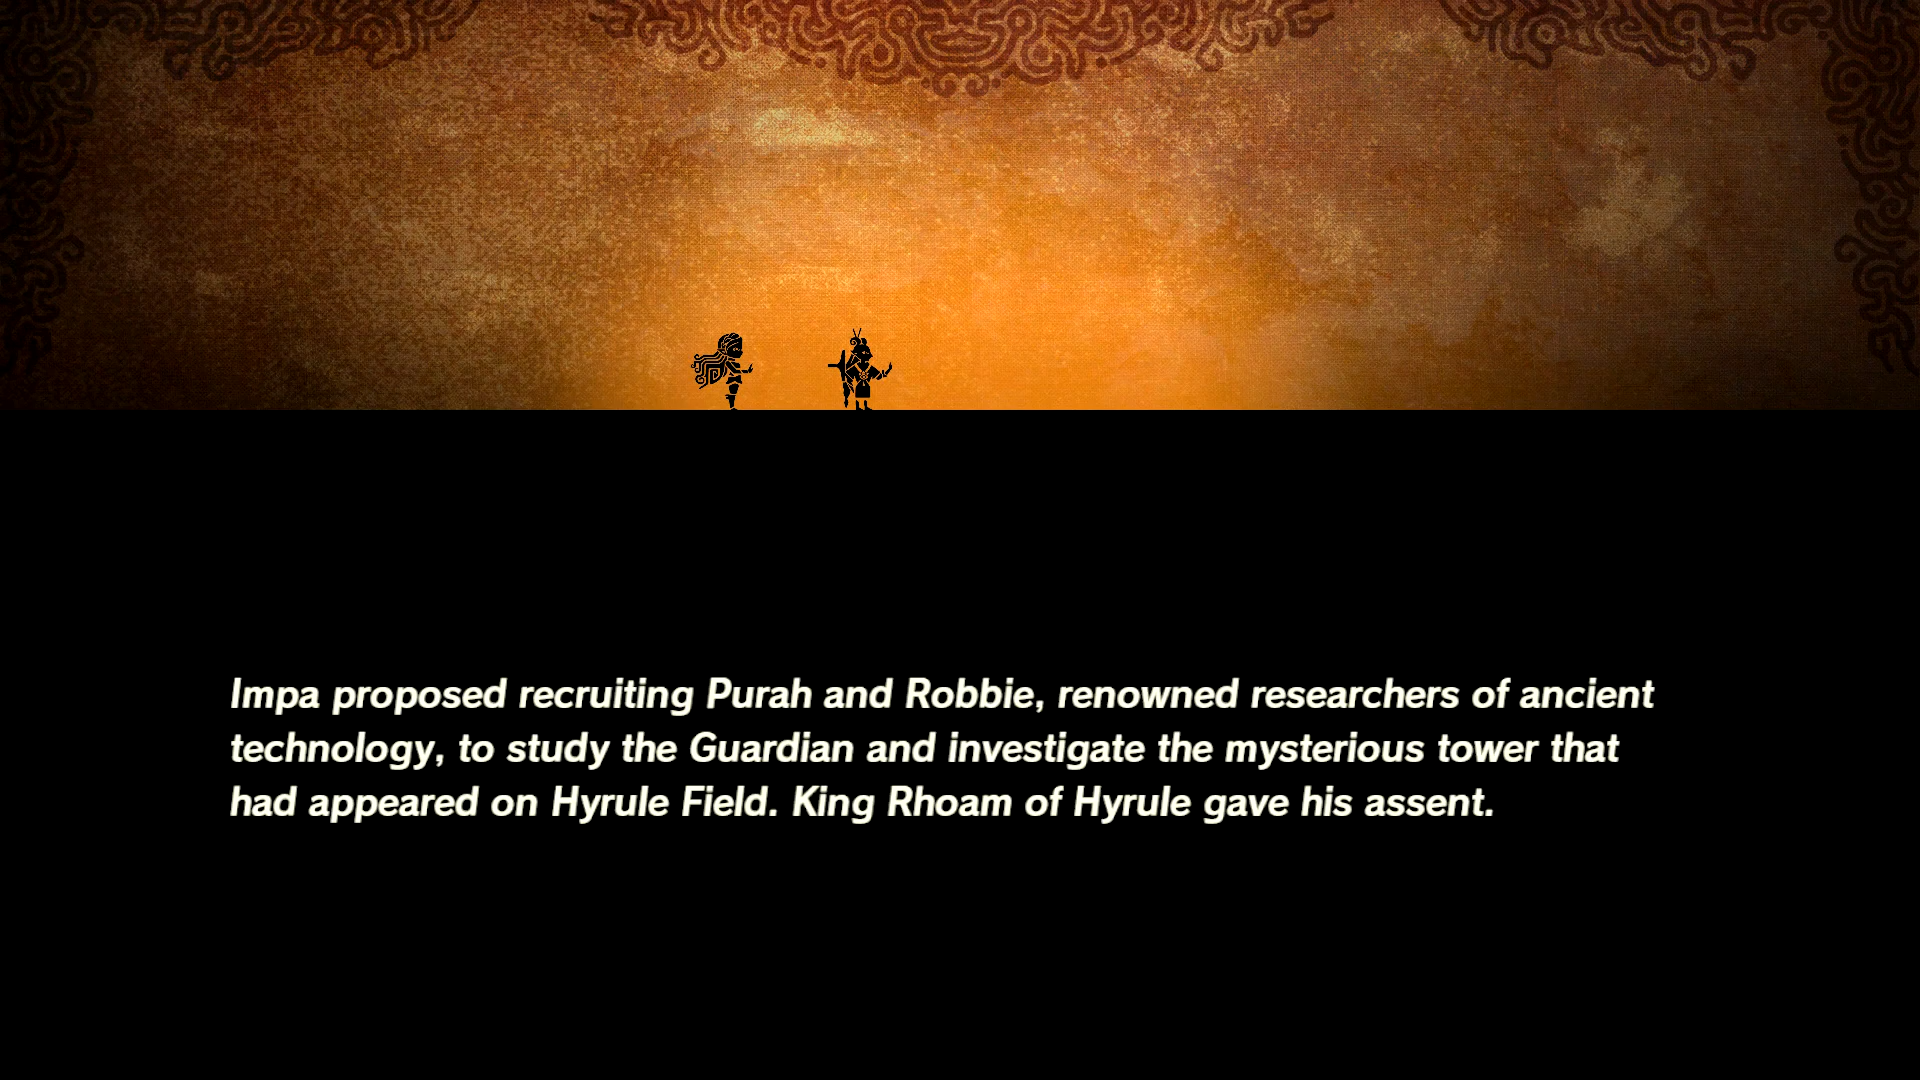 Impa proposed recruiting Purah and Robbie, renowned researchers of ancient
technology, to study the Guardian and investigate the mysterious tower that
had appeared on Hyrule Field. King Rhoam of Hyrule gave his assent.